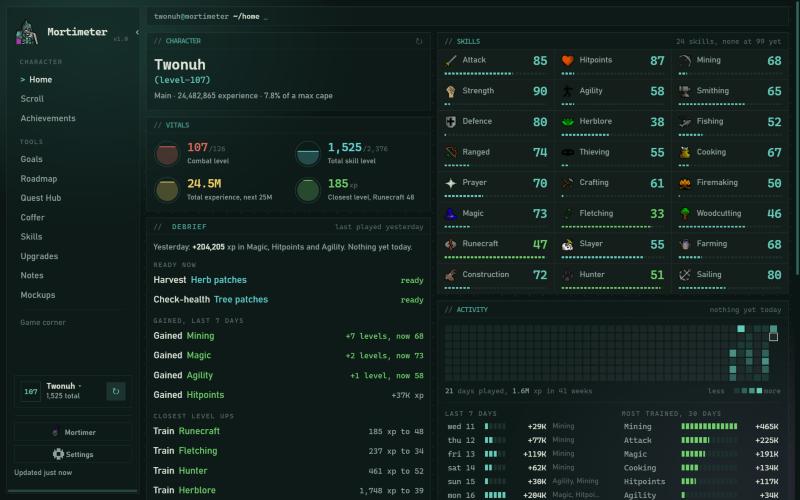 Mortimeter
v1.0
CHARACTER
> Home
Scroll
Achievements
TOOLS
Goals
Roadmap
Quest Hub
Coffer
Skills
Upgrades
Notes
Mockups
Game corner
107
Twonuh
1,525 total
Mortimer
Settings
Updated just now
twonuh@mortimeter ~/home _
// CHARACTER
Twonuh
(level-107)
Main · 24,482,865 experience · 7.8% of a max cape
// VITALS
107/126
Combat level
1,525/2,376
Total skill level
24.5M
Total experience, next 25M
185xp
Closest level, Runecraft 48
// DEBRIEF last played yesterday
Yesterday: +204,205 xp in Magic, Hitpoints and Agility. Nothing yet today.
READY NOW
Harvest Herb patches ready
Check-health Tree patches ready
GAINED, LAST 7 DAYS
Gained Mining +7 levels, now 68
Gained Magic +2 levels, now 73
Gained Agility +1 level, now 58
Gained Hitpoints +37K xp
CLOSEST LEVEL UPS
Train Runecraft 185 xp to 48
Train Fletching 237 xp to 34
Train Hunter 461 xp to 52
Train Herblore 1,748 xp to 39
// SKILLS 24 skills, none at 99 yet
Attack 85 Hitpoints 87 Mining 68
Strength 90 Agility 58 Smithing 65
Defence 80 Herblore 38 Fishing 52
Ranged 74 Thieving 55 Cooking 67
Prayer 70 Crafting 61 Firemaking 50
Magic 73 Fletching 33 Woodcutting 46
Runecraft 47 Slayer 55 Farming 68
Construction 72 Hunter 51 Sailing 80
// ACTIVITY nothing yet today
21 days played, 1.6M xp in 41 weeks less more
LAST 7 DAYS
wed 11 +29K Mining
thu 12 +77K Mining
fri 13 +119K Mining
sat 14 +62K Mining
sun 15 +30K Agility, Mining
mon 16 +204K Magic, Hitpoi...
MOST TRAINED, 30 DAYS
Mining +465K
Attack +225K
Magic +191K
Cooking +134K
Hitpoints +117K
agility +34K